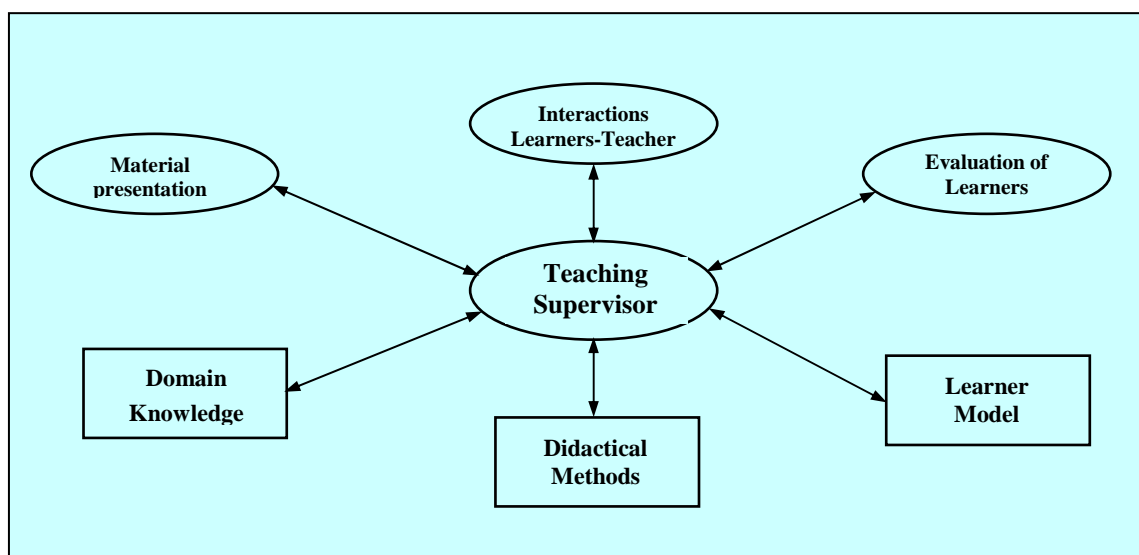 Interactions
Learners-Teacher
Material
presentation
Evaluation of
Learners
Teaching
Supervisor
Domain
Knowledge
Learner
Model
Didactical
Methods